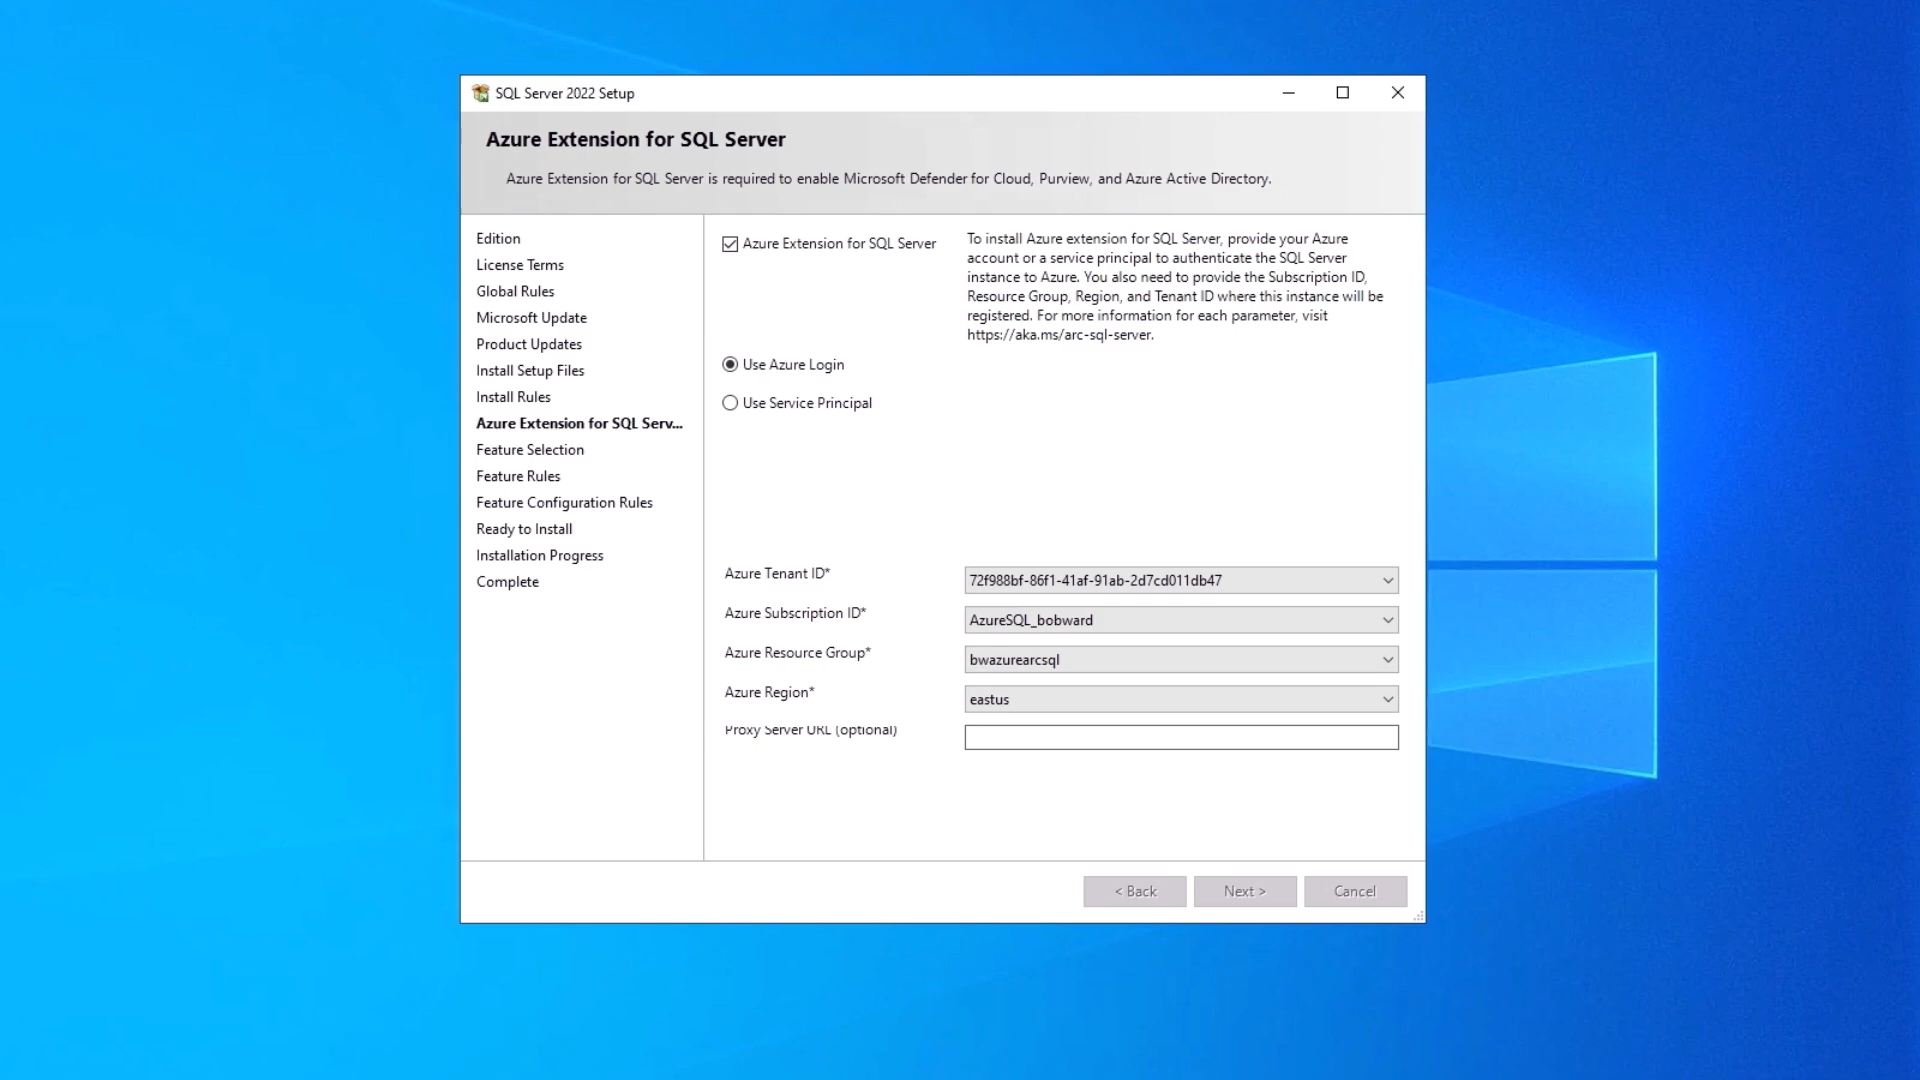 SQL Server 2022 Setup
Azure Extension for SQL Server
Azure Extension for SQL Server is required to enable Microsoft Defender for Cloud, Purview, and Azure Active Directory.
Edition
License Terms
Global Rules
Microsoft Update
Product Updates
Install Setup Files
Install Rules
Azure Extension for SQL Serv...
Feature Selection
Feature Rules
Feature Configuration Rules
Ready to Install
Installation Progress
Complete
Azure Extension for SQL Server
To install Azure extension for SQL Server, provide your Azure
account or a service principal to authenticate the SQL Server
instance to Azure. You also need to provide the Subscription ID,
Resource Group, Region, and Tenant ID where this instance will be
registered. For more information for each parameter, visit
https://aka.ms/arc-sql-server.
Use Azure Login
Use Service Principal
Azure Tenant ID*
72f988bf-86f1-41af-91ab-2d7cd011db47
Azure Subscription ID*
AzureSQL_bobward
Azure Resource Group*
bwazurearcsql
Azure Region*
eastus
Proxy Server URL (optional)
< Back
Next >
Cancel